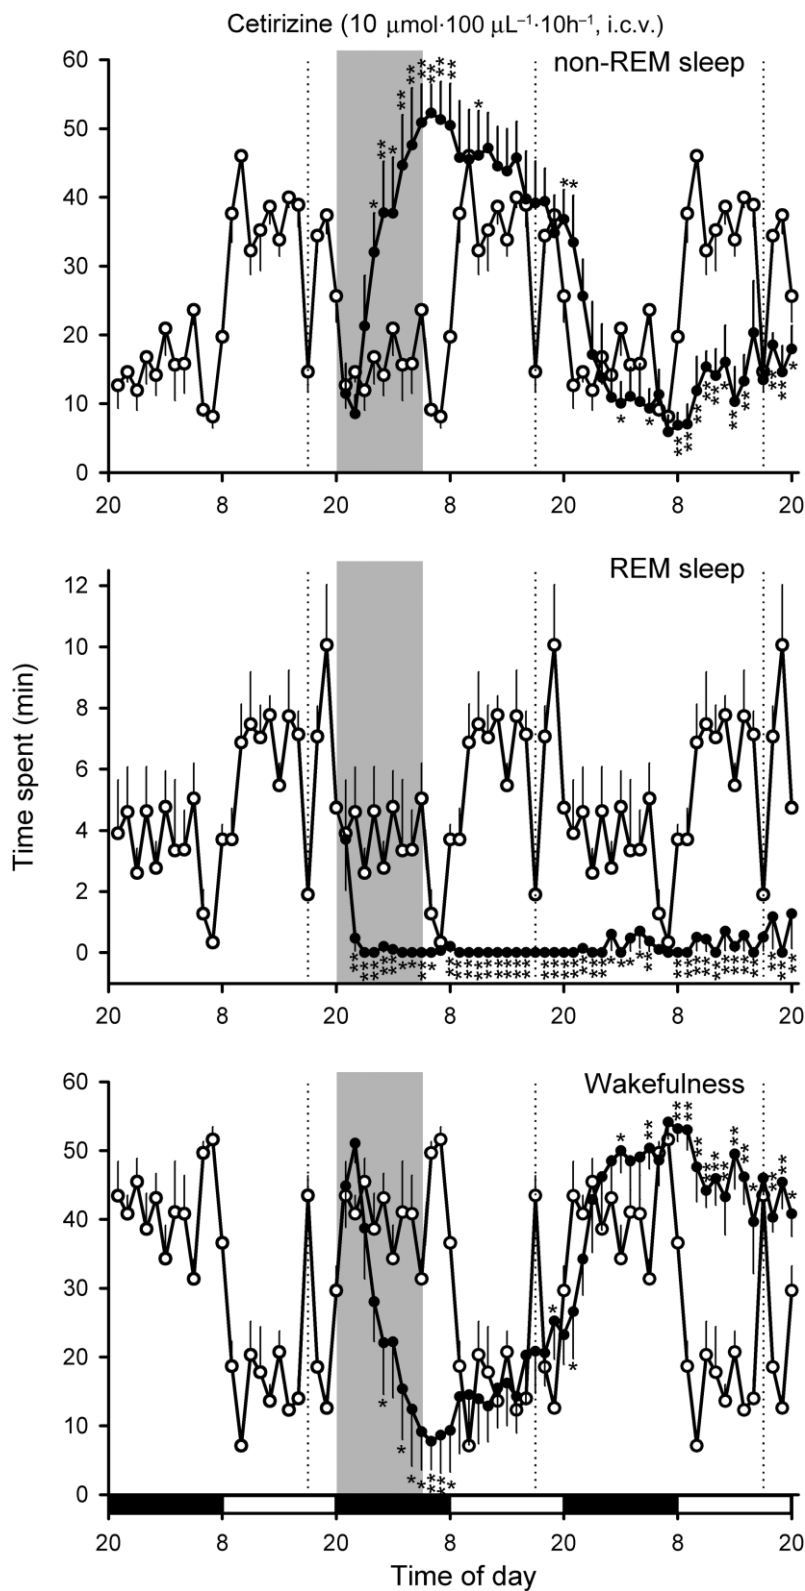 Cetirizine (10 μmol·100 μL⁻¹·10h⁻¹, i.c.v.)
non-REM sleep
60
50
40
30
20
10
0
20 8 20 8 20 8 20
REM sleep
12
10
8
6
4
2
0
20 8 20 8 20 8 20
Time spent (min)
Wakefulness
60
50
40
30
20
10
0
20 8 20 8 20 8 20
Time of day